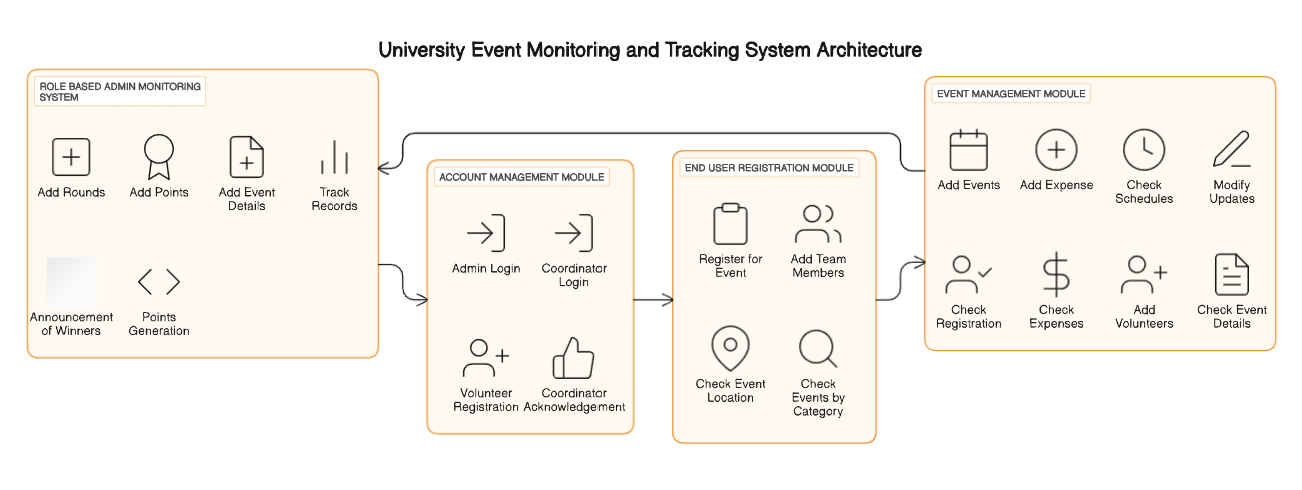 University Event Monitoring and Tracking System Architecture
ROLE BASED ADMIN MONITORING
SYSTEM
Add Rounds
Add Points
Add Event
Details
Track
Records
Announcement
of Winners
Points
Generation
ACCOUNT MANAGEMENT MODULE
Admin Login
Coordinator
Login
Volunteer
Registration
Coordinator
Acknowledgement
END USER REGISTRATION MODULE
Register for
Event
Add Team
Members
Check Event
Location
Check
Events by
Category
EVENT MANAGEMENT MODULE
Add Events
Add Expense
Check
Schedules
Modify
Updates
Check
Registration
Check
Expenses
Add
Volunteers
Check Event
Details